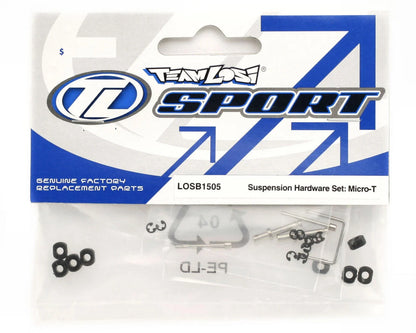 $
TEAM LOSI
TL SPORT
GENUINE FACTORY
REPLACEMENT PARTS
LOSB1505 Suspension Hardware Set: Micro-T
04
PE-LD